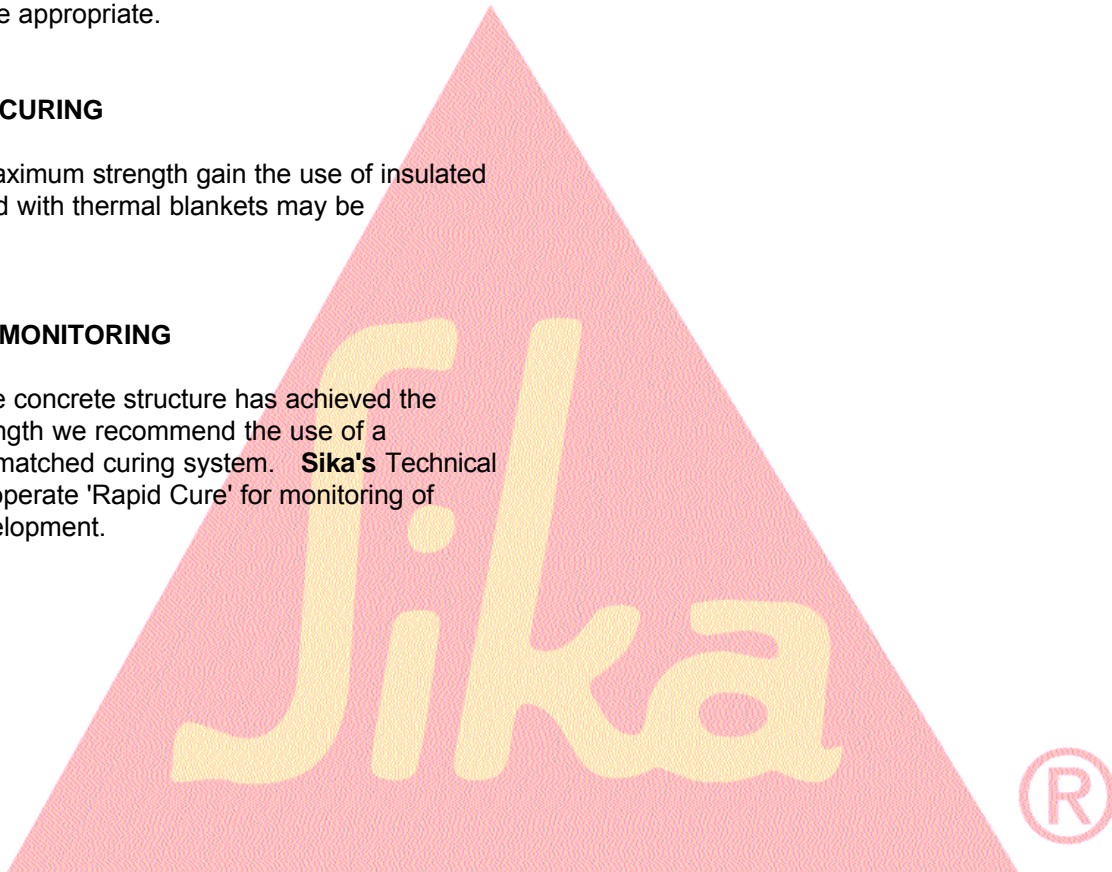 e appropriate.
CURING
aximum strength gain the use of insulated
d with thermal blankets may be
MONITORING
e concrete structure has achieved the
ngth we recommend the use of a
matched curing system. Sika's Technical
operate 'Rapid Cure' for monitoring of
elopment.
Sika
®